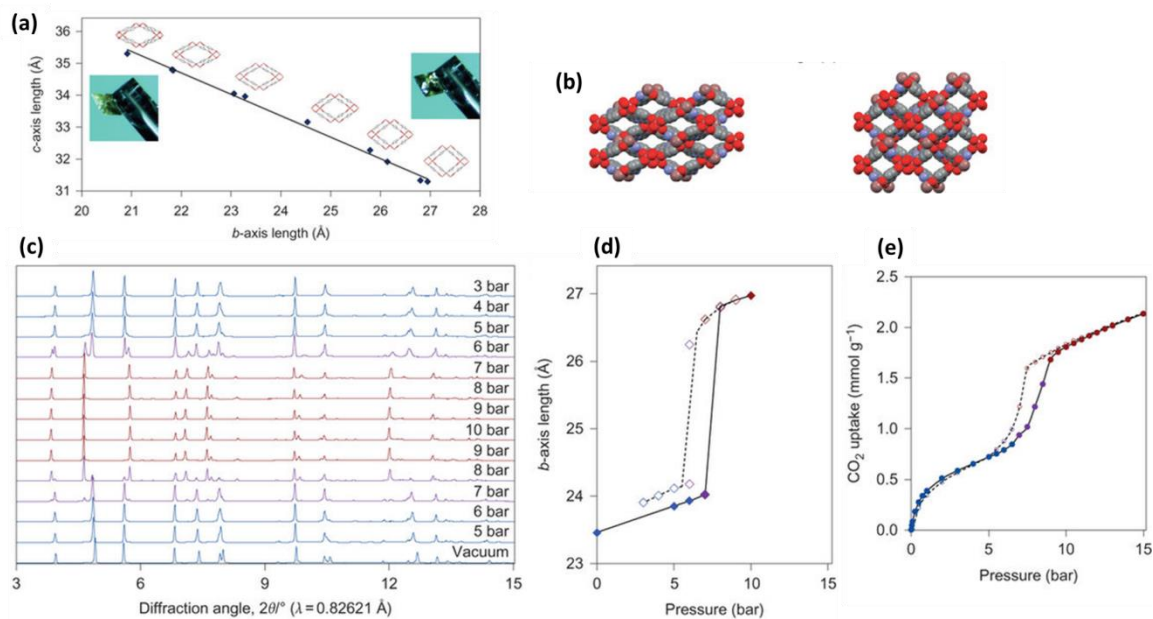 (a)
36
35
34
33
32
31
c-axis length (Å)
20 21 22 23 24 25 26 27 28
b-axis length (Å)
(b)
(c)
3 bar
4 bar
5 bar
6 bar
7 bar
8 bar
9 bar
10 bar
9 bar
8 bar
7 bar
6 bar
5 bar
Vacuum
3 6 9 12 15
Diffraction angle, 2θ/° (λ = 0.82621 Å)
(d)
27
26
25
24
23
b-axis length (Å)
0 5 10 15
Pressure (bar)
(e)
2.5
2.0
1.5
1.0
0.5
0.0
CO₂ uptake (mmol g⁻¹)
0 5 10 15
Pressure (bar)